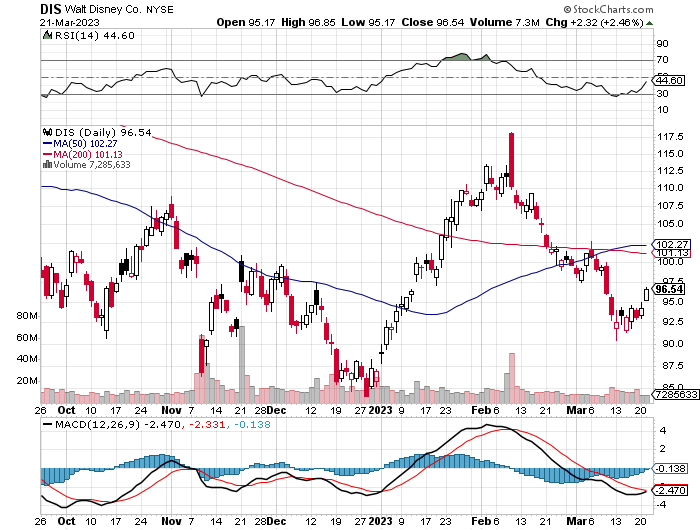 DIS Walt Disney Co. NYSE © StockCharts.com
21-Mar-2023 Open 95.17 High 96.85 Low 95.17 Close 96.54 Volume 7.3M Chg +2.32 (+2.46%)
RSI(14) 44.60
90
70
50
44.60
30
10
DIS (Daily) 96.54
MA(50) 102.27
MA(200) 101.13
Volume 7,285,633
117.5
115.0
112.5
110.0
107.5
105.0
102.27
101.13
100.0
97.5
96.54
95.0
92.5
90.0
87.5
85.0
7285633
80M
60M
40M
20M
26 Oct 10 17 24 Nov 7 14 21 28 Dec 12 19 27 2023 9 17 23 Feb 6 13 21 Mar 6 13 20
MACD(12,26,9) -2.470, -2.331, -0.138
4
2
-0.138
-2.470
-4
26 Oct 10 17 24 Nov 7 14 21 28 Dec 12 19 27 2023 9 17 23 Feb 6 13 21 Mar 6 13 20